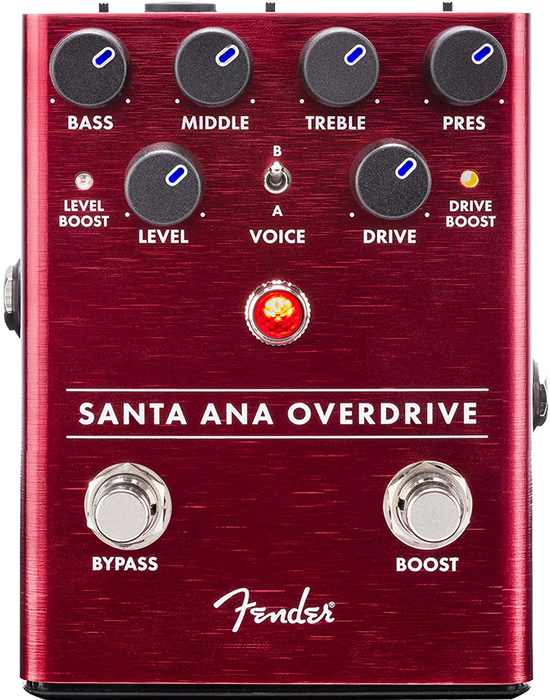 BASS MIDDLE TREBLE PRES
B
LEVEL BOOST
A
DRIVE BOOST
LEVEL VOICE DRIVE
SANTA ANA OVERDRIVE
BYPASS BOOST
Fender®